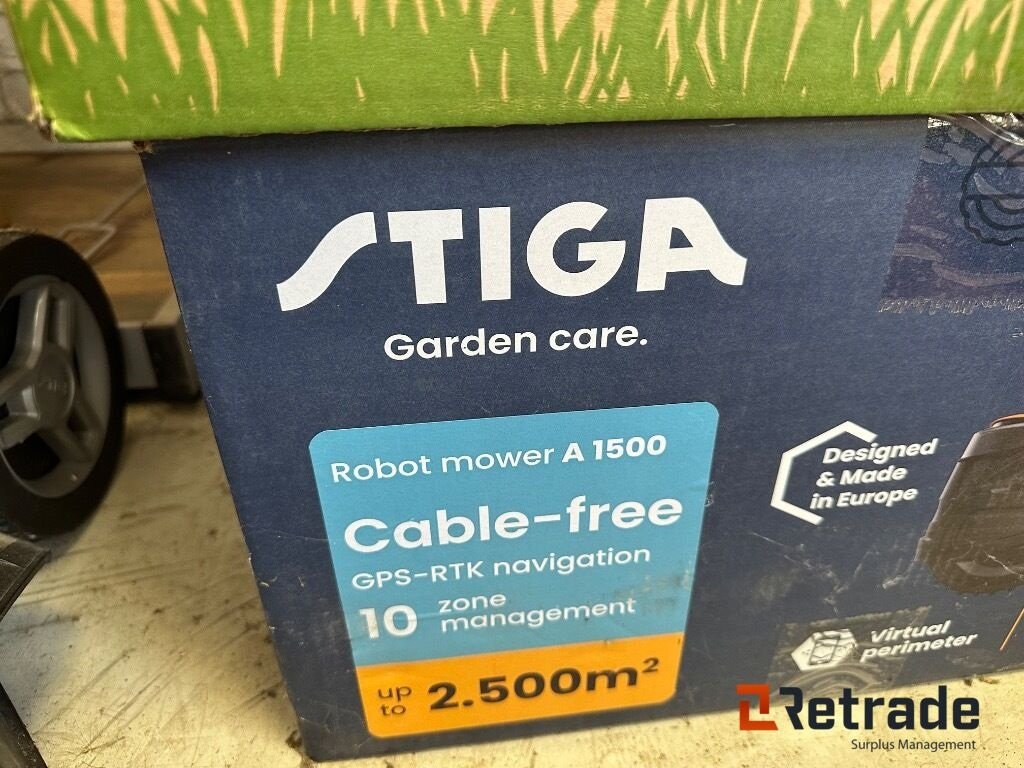 STIGA
Garden care.
Robot mower A 1500
Cable-free
GPS-RTK navigation
10 zone
management
up
to 2.500m²
Designed
& Made
in Europe
Virtual
perimeter
STIGA
Retrade
Surplus Management